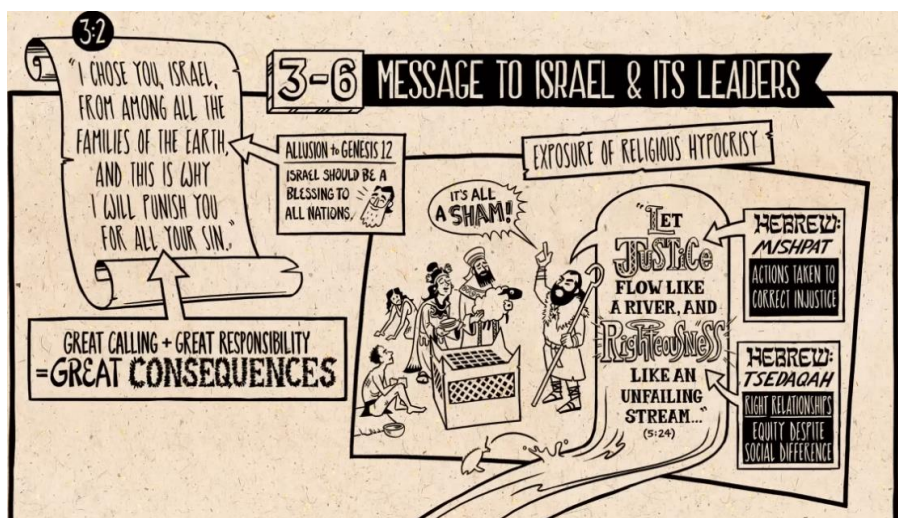 3:2
"I CHOSE YOU, ISRAEL,
FROM AMONG ALL THE
FAMILIES OF THE EARTH
AND THIS IS WHY
I WILL PUNISH YOU
FOR ALL YOUR SIN."
GREAT CALLING + GREAT RESPONSIBILITY
=GREAT CONSEQUENCES
3-6 MESSAGE TO ISRAEL & ITS LEADERS
ALLUSION to GENESIS 12
ISRAEL SHOULD BE A
BLESSING TO
ALL NATIONS.
EXPOSURE OF RELIGIOUS HYPOCRISY
IT'S ALL
A SHAM!
"LET
JUSTICE
FLOW LIKE
A RIVER, AND
RIGHTEOUSNESS
LIKE AN
UNFAILING
STREAM..."
(5:24)
HEBREW:
MISHPAT
ACTIONS TAKEN TO
CORRECT INJUSTICE
HEBREW:
TSEDAQAH
RIGHT RELATIONSHIPS
EQUITY DESPITE
SOCIAL DIFFERENCE